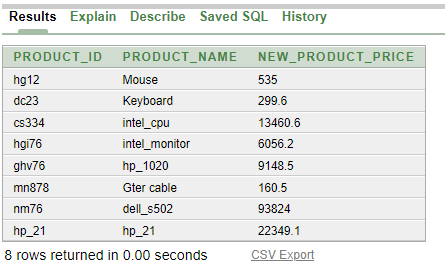 Results Explain Describe Saved SQL History
PRODUCT_ID PRODUCT_NAME NEW_PRODUCT_PRICE
hg12 Mouse 535
dc23 Keyboard 299.6
cs334 intel_cpu 13460.6
hgi76 intel_monitor 6056.2
ghv76 hp_1020 9148.5
mn878 Gter cable 160.5
nm76 dell_s502 93824
hp_21 hp_21 22349.1
8 rows returned in 0.00 seconds CSV Export